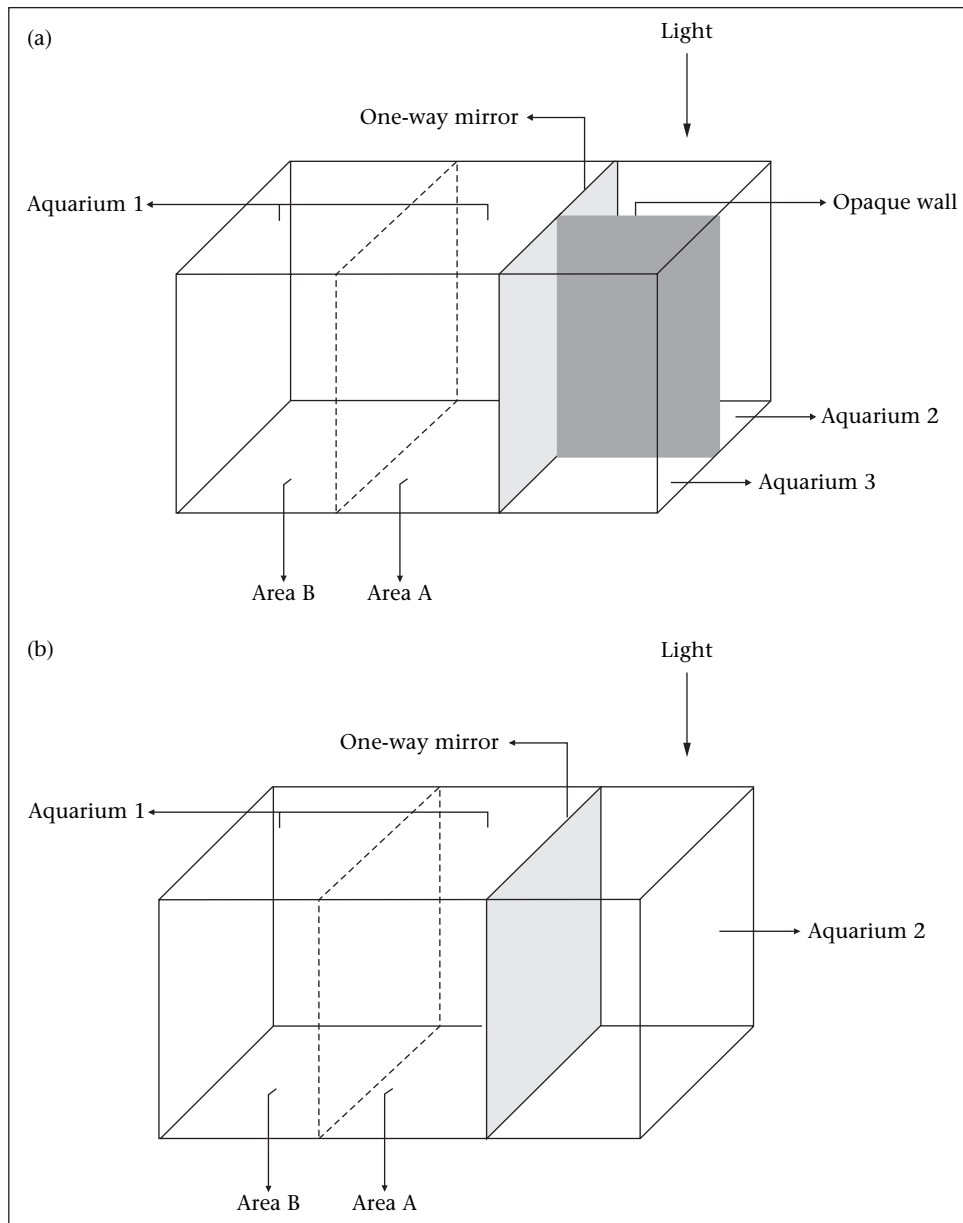 (a)
Light
One-way mirror
Aquarium 1
Opaque wall
Aquarium 2
Aquarium 3
Area B
Area A
(b)
Light
One-way mirror
Aquarium 1
Aquarium 2
Area B
Area A